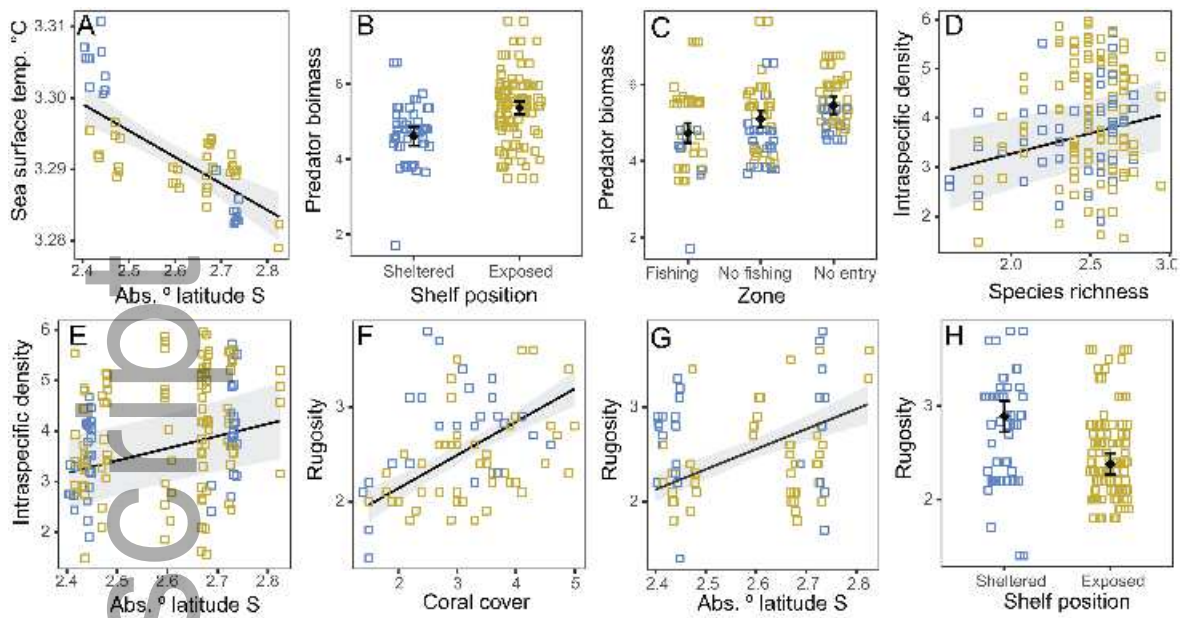 A
Sea surface temp. °C
3.31
3.30
3.29
3.28
2.4 2.5 2.6 2.7 2.8
Abs. º latitude S
B
Predator boimass
6
4
2
Sheltered Exposed
Shelf position
C
Predator biomass
6
4
2
Fishing No fishing No entry
Zone
D
Intraspecific density
6
5
4
3
2
2.0 2.5 3.0
Species richness
E
Intraspecific density
6
5
4
3
2
2.4 2.5 2.6 2.7 2.8
Abs. º latitude S
F
Rugosity
3
2
2 3 4 5
Coral cover
G
Rugosity
3
2
2.4 2.5 2.6 2.7 2.8
Abs. º latitude S
H
Rugosity
3
2
Sheltered Exposed
Shelf position
script